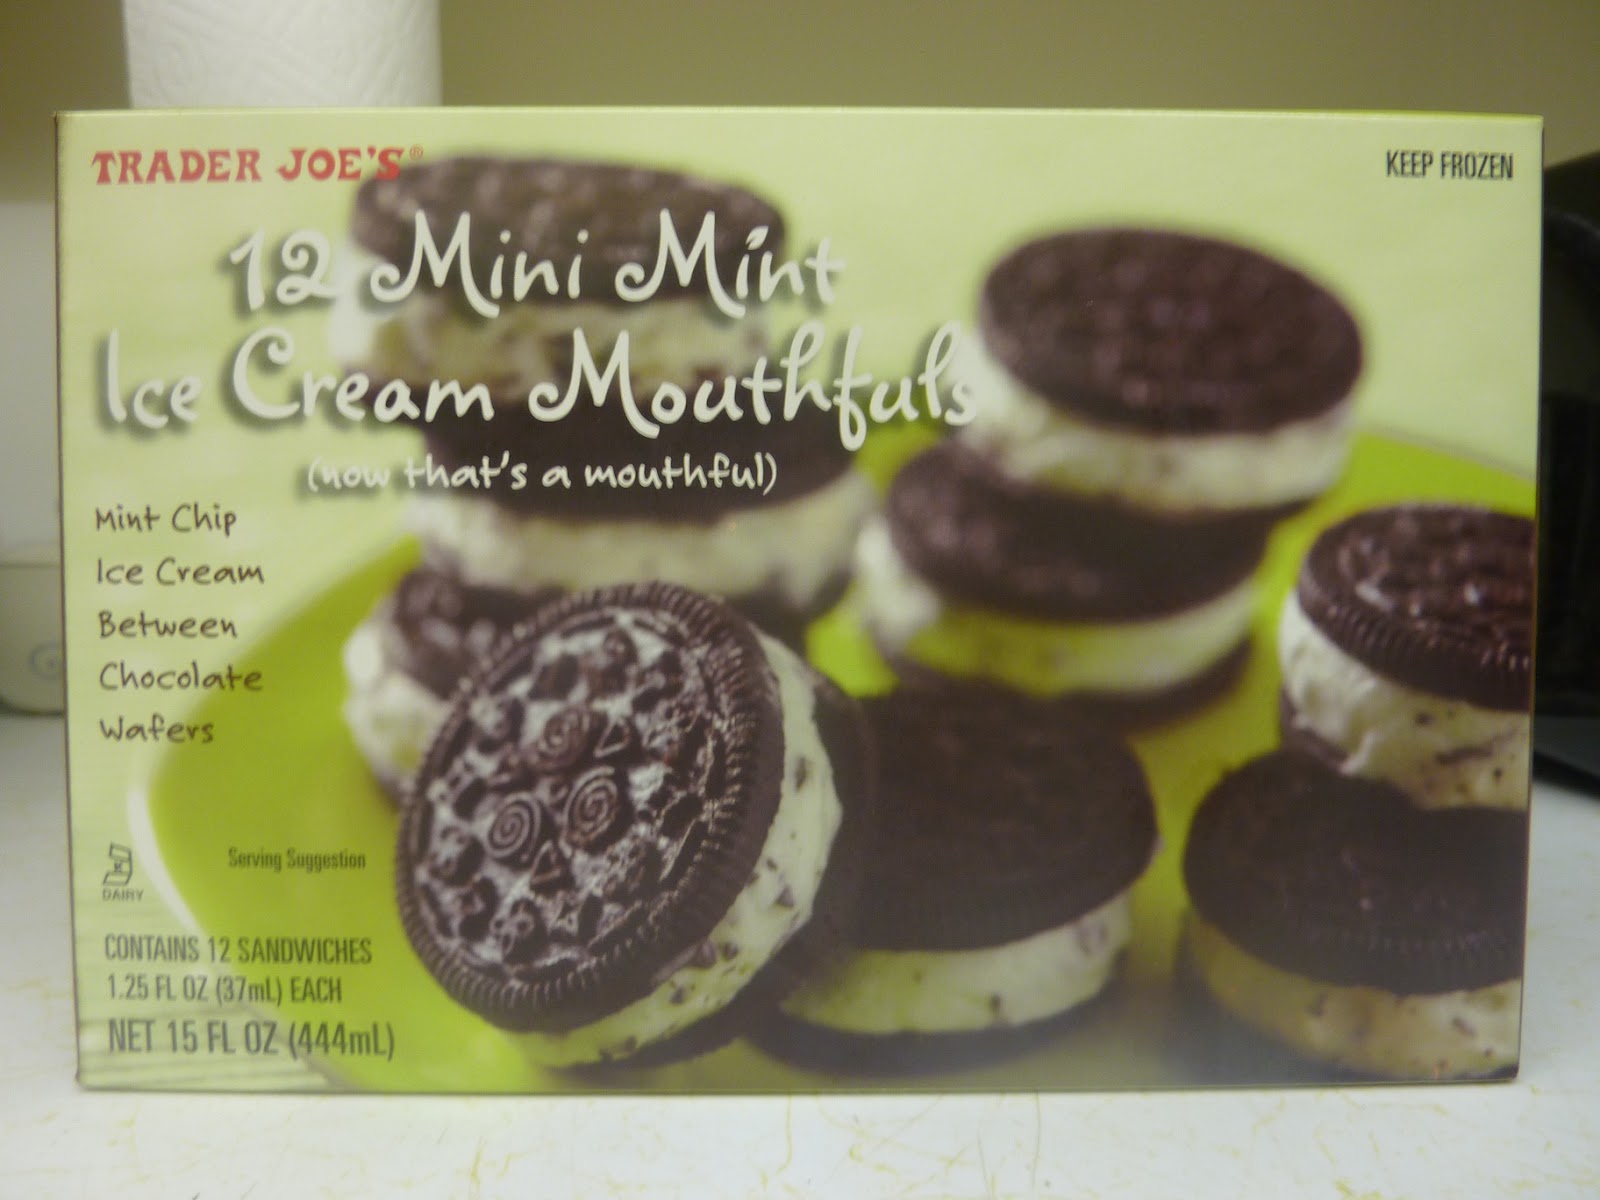 TRADER JOE'S®
KEEP FROZEN
12 Mini Mint
Ice Cream Mouthfuls
(now that's a mouthful)
Mint Chip
Ice Cream
Between
Chocolate
Wafers
K
DAIRY
Serving Suggestion
CONTAINS 12 SANDWICHES
1.25 FL OZ (37mL) EACH
NET 15 FL OZ (444mL)